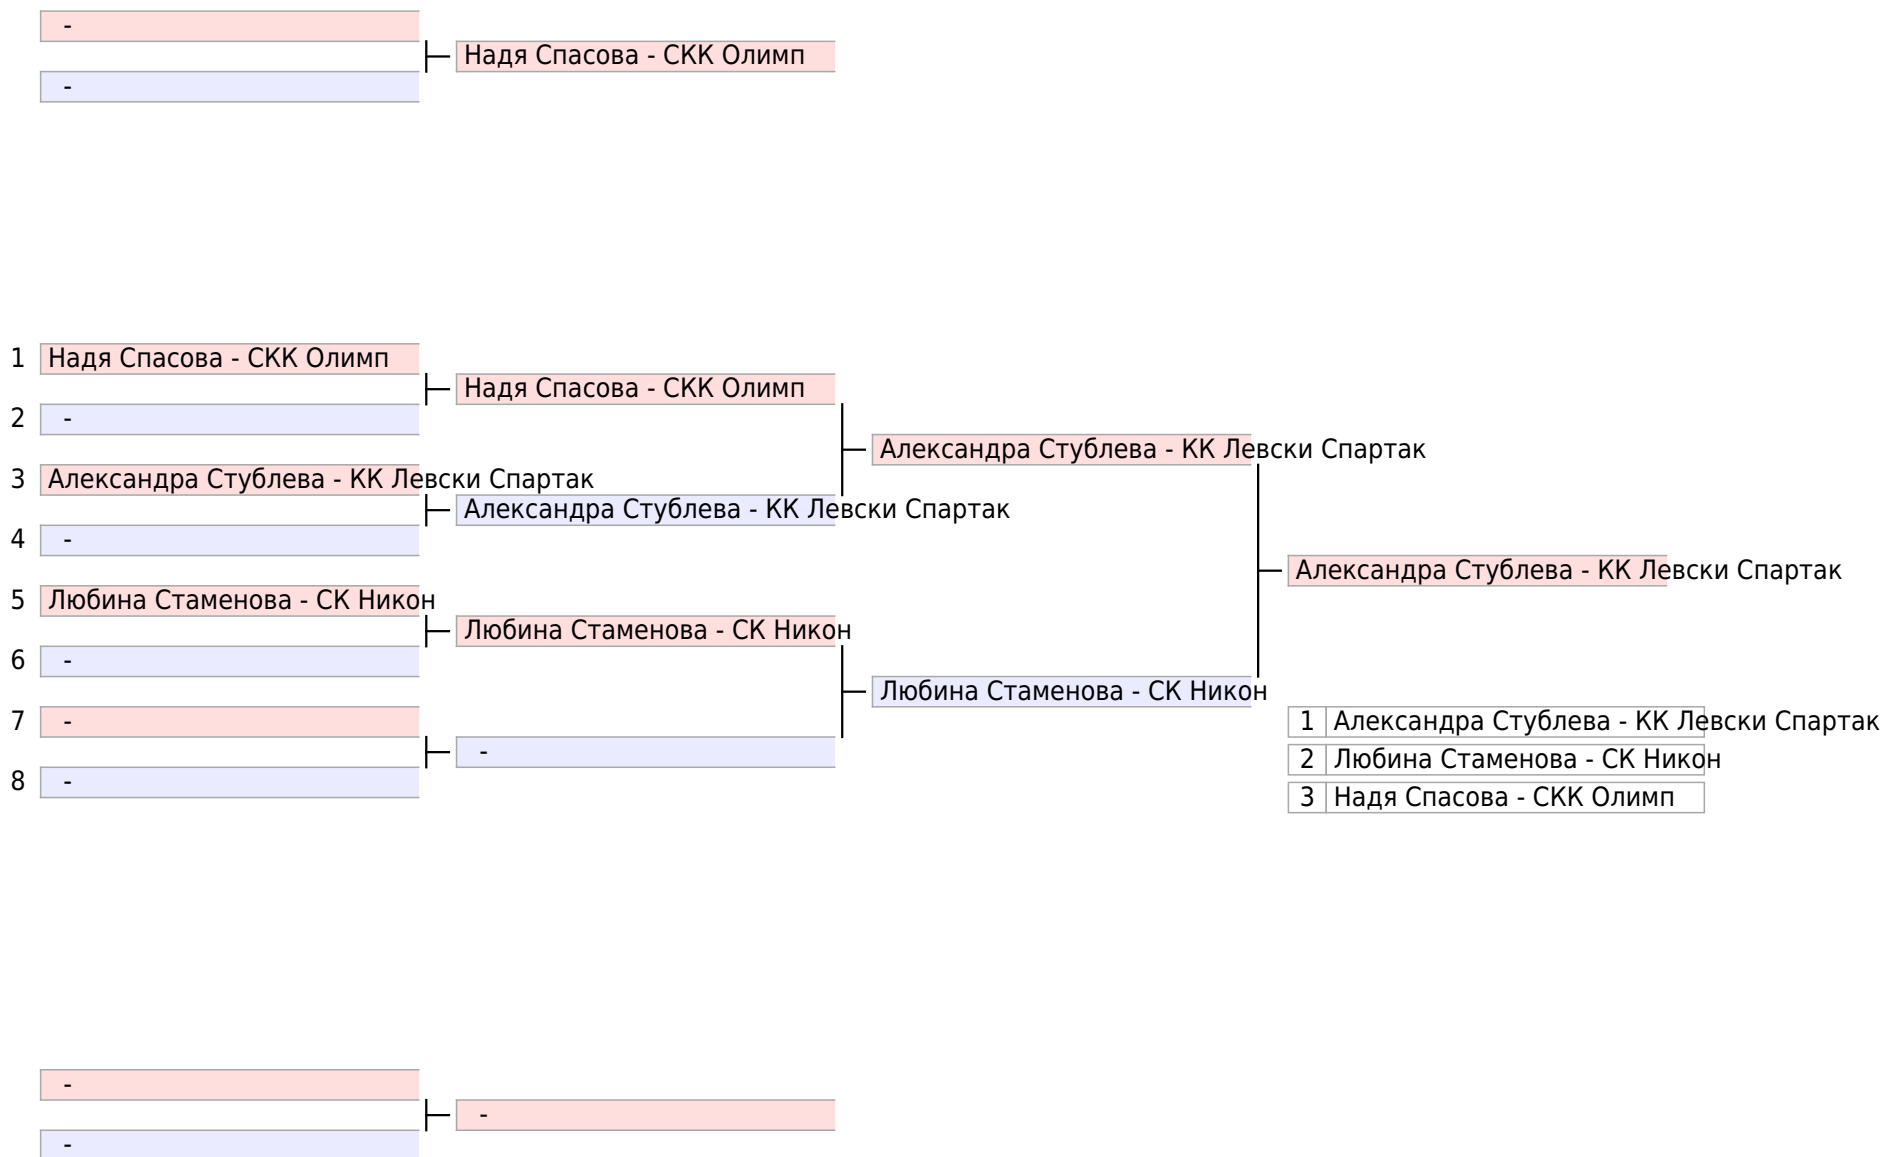 -
Надя Спасова - СКК Олимп
-
1 Надя Спасова - СКК Олимп
Надя Спасова - СКК Олимп
2 -
Александра Стублева - КК Левски Спартак
3 Александра Стублева - КК Левски Спартак
Александра Стублева - КК Левски Спартак
4 -
Александра Стублева - КК Левски Спартак
5 Любина Стаменова - СК Никон
Любина Стаменова - СК Никон
6 -
Любина Стаменова - СК Никон
7 -
1 Александра Стублева - КК Левски Спартак
-
2 Любина Стаменова - СК Никон
8 -
3 Надя Спасова - СКК Олимп
-
-
-